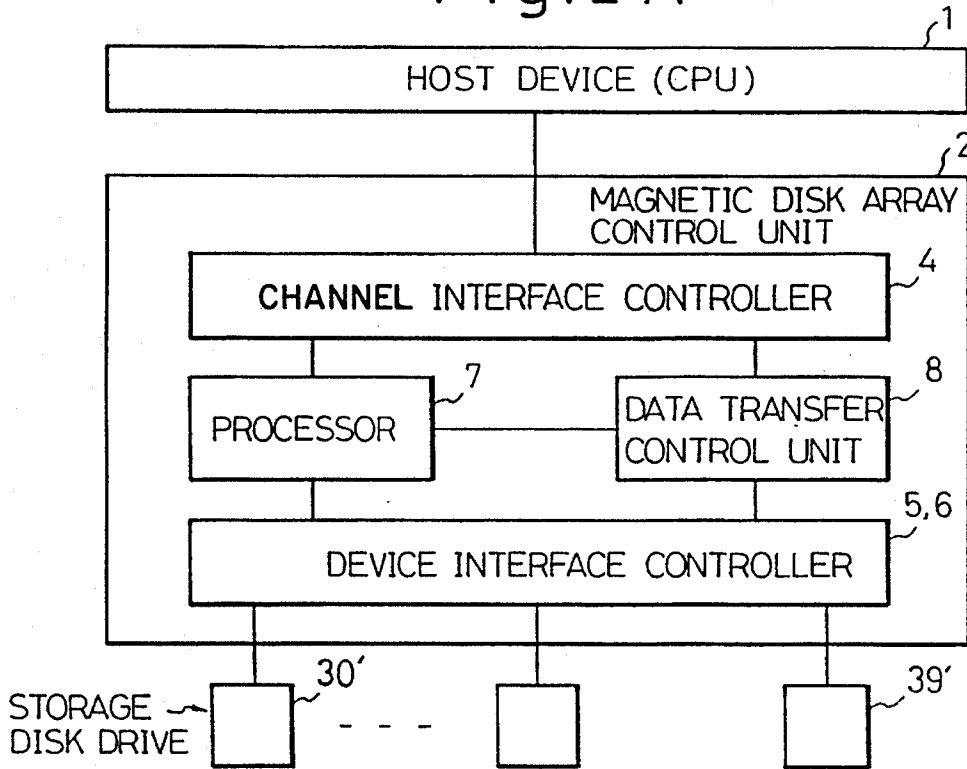 1
HOST DEVICE (CPU)
2
MAGNETIC DISK ARRAY
CONTROL UNIT
4
CHANNEL INTERFACE CONTROLLER
7
8
PROCESSOR
DATA TRANSFER
CONTROL UNIT
5,6
DEVICE INTERFACE CONTROLLER
30'
39'
STORAGE
DISK DRIVE
- - -